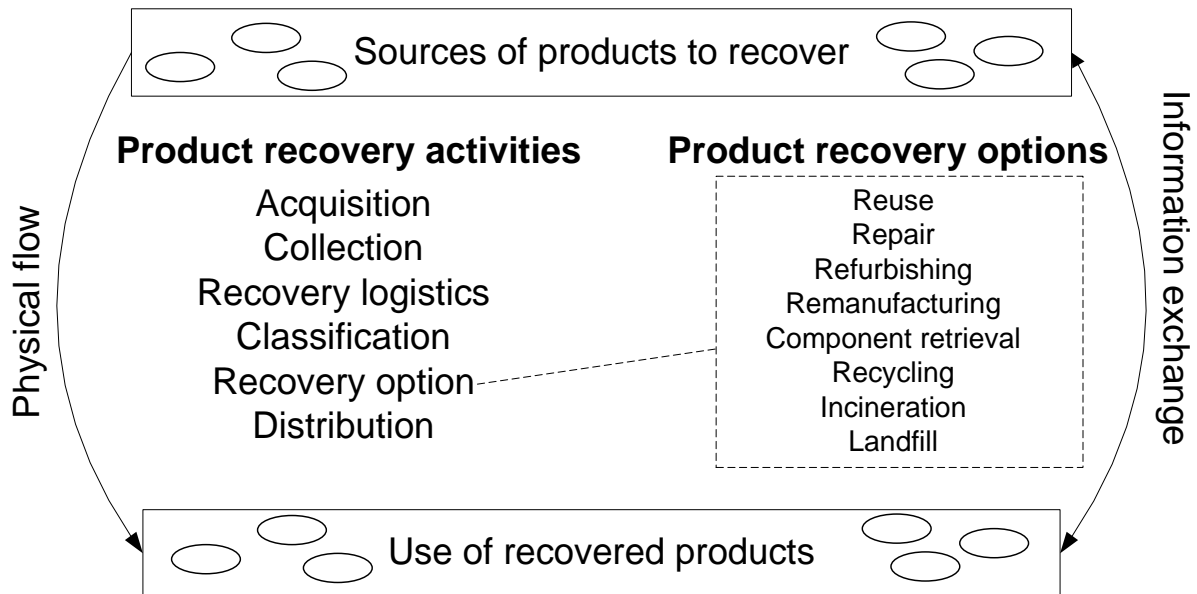 Sources of products to recover
Physical flow
Product recovery activities
Acquisition
Collection
Recovery logistics
Classification
Recovery option
Distribution
Product recovery options
Reuse
Repair
Refurbishing
Remanufacturing
Component retrieval
Recycling
Incineration
Landfill
Information exchange
Use of recovered products